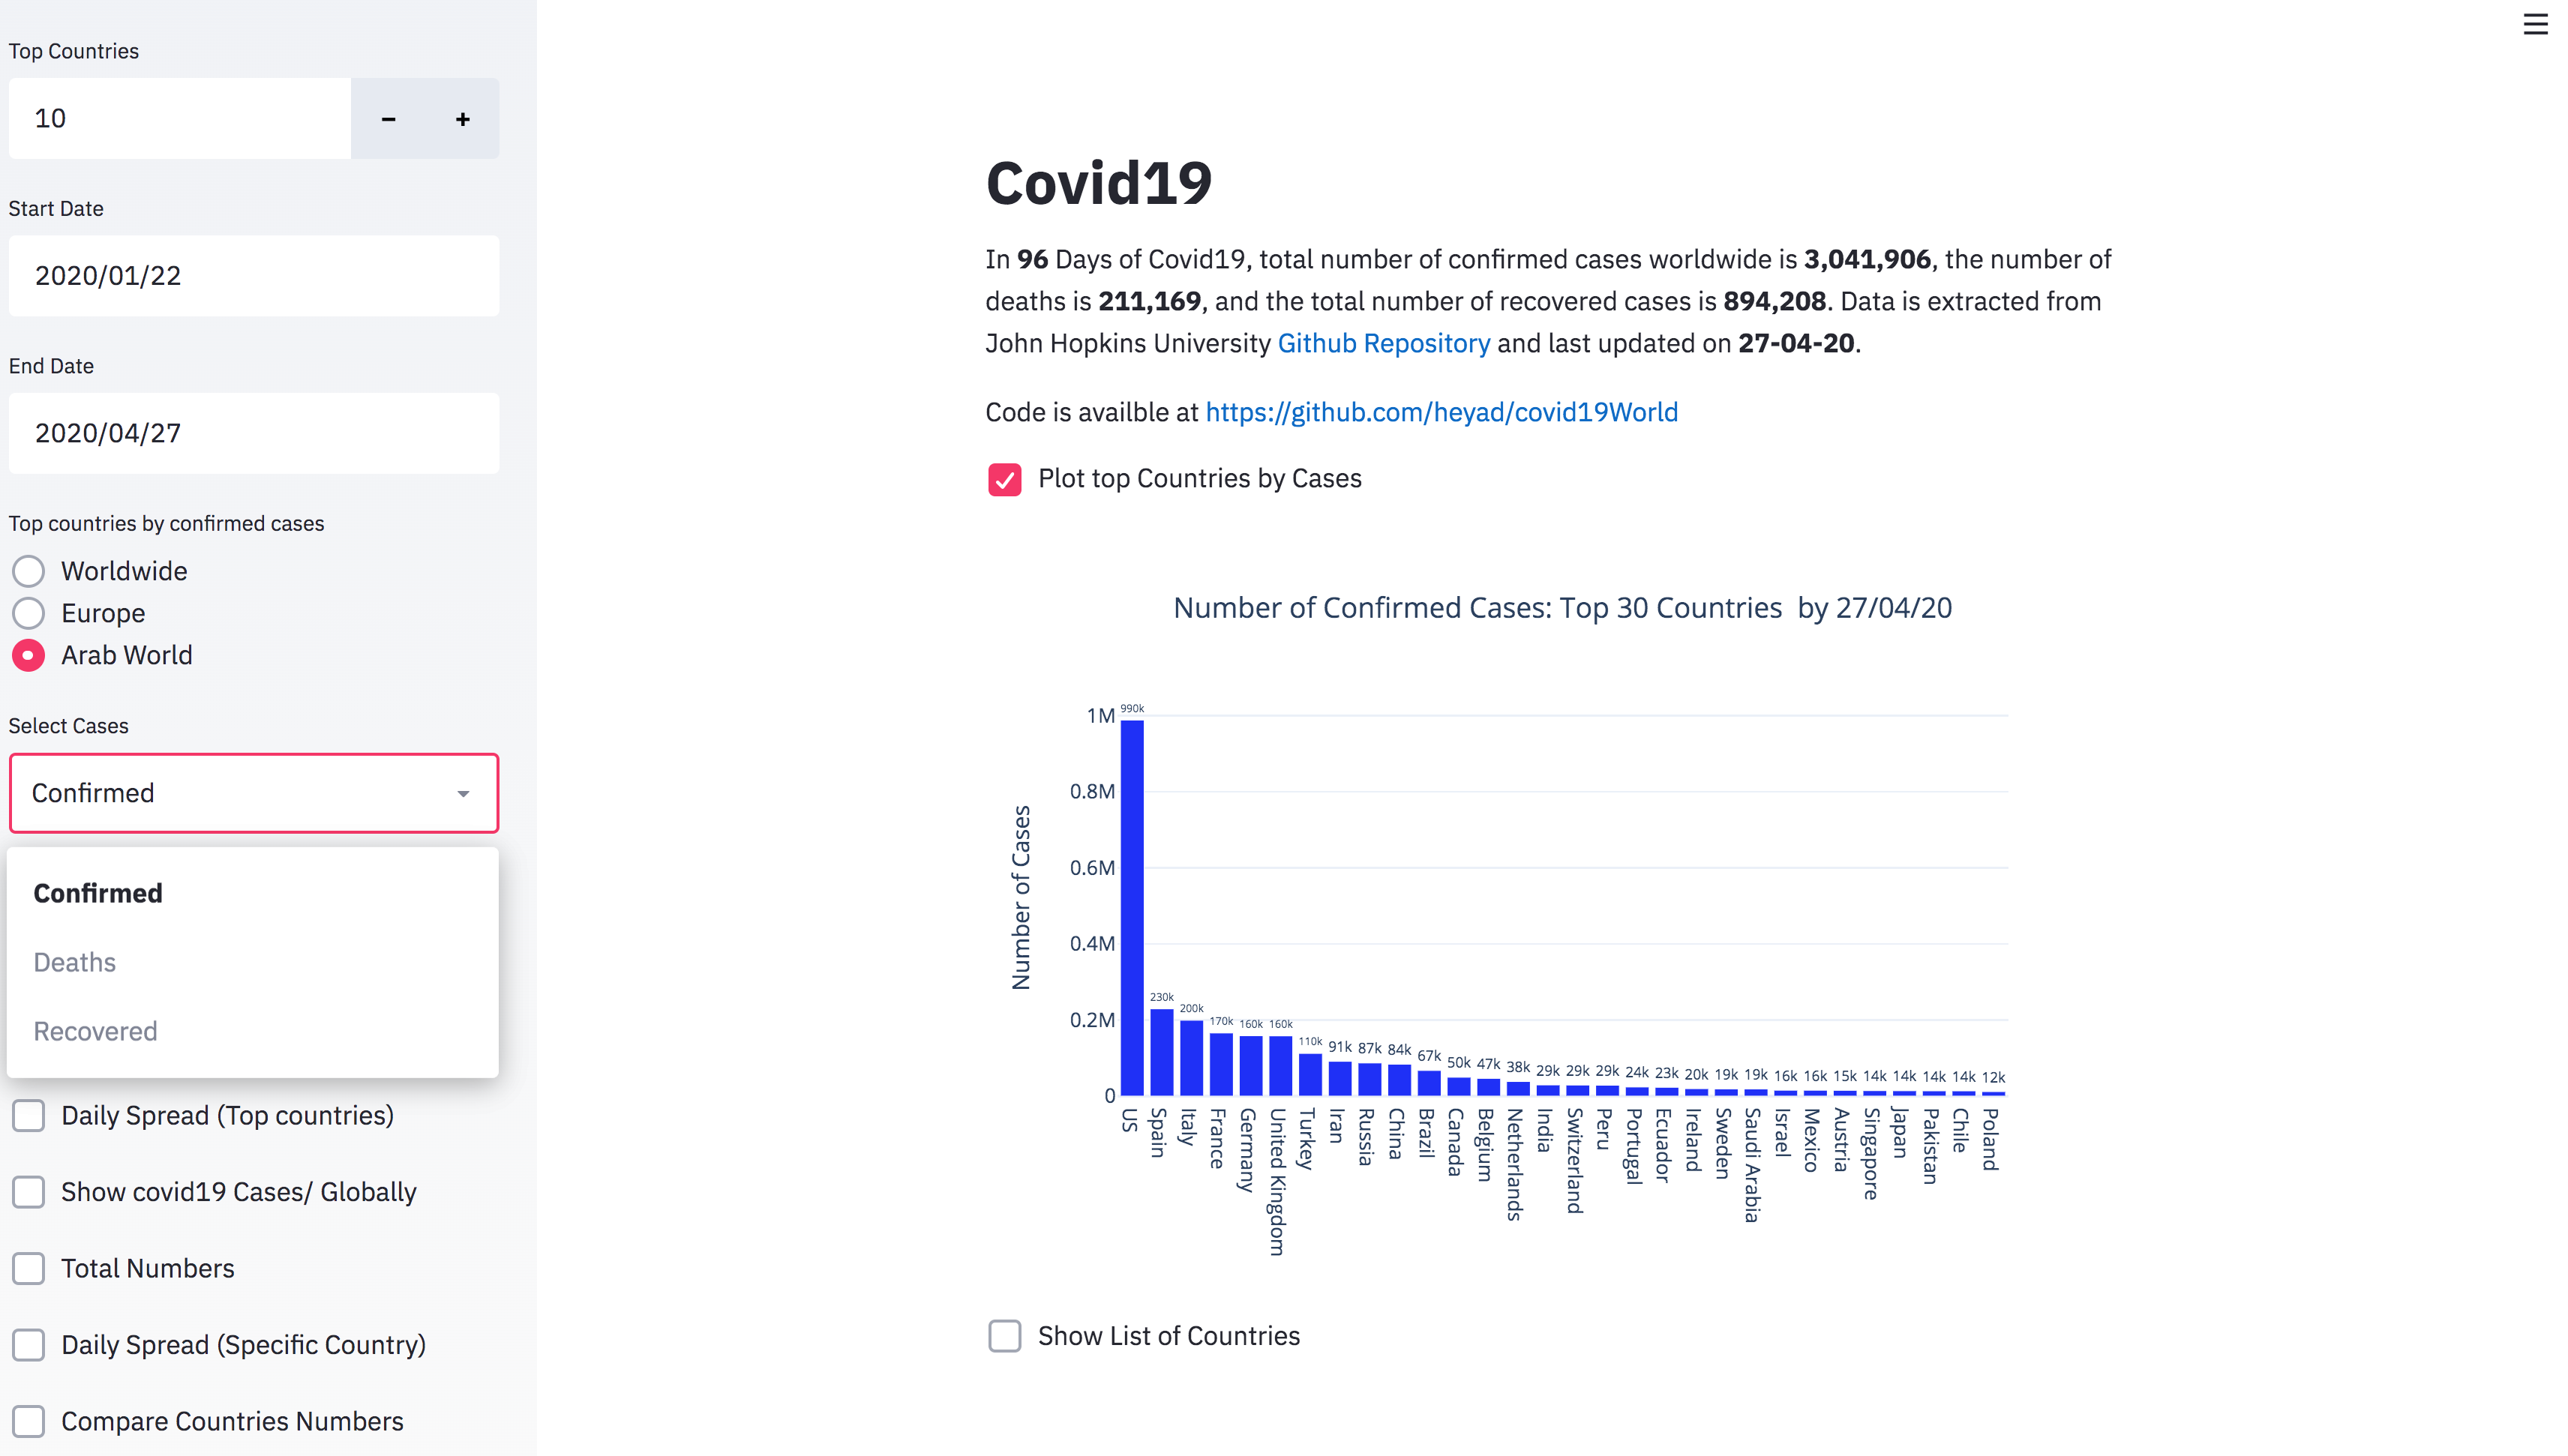 Top Countries
10
− +
Start Date
2020/01/22
End Date
2020/04/27
Top countries by confirmed cases
Worldwide
Europe
Arab World
Select Cases
Confirmed
Confirmed
Deaths
Recovered
Daily Spread (Top countries)
Show covid19 Cases/ Globally
Total Numbers
Daily Spread (Specific Country)
Compare Countries Numbers
Covid19
In 96 Days of Covid19, total number of confirmed cases worldwide is 3,041,906, the number of
deaths is 211,169, and the total number of recovered cases is 894,208. Data is extracted from
John Hopkins University Github Repository and last updated on 27-04-20.
Code is availble at https://github.com/heyad/covid19World
Plot top Countries by Cases
Number of Confirmed Cases: Top 30 Countries by 27/04/20
Number of Cases
1M
0.8M
0.6M
0.4M
0.2M
0
990k 230k 200k 170k 160k 160k 110k 91k 87k 84k 67k 50k 47k 38k 29k 29k 29k 24k 23k 20k 19k 19k 16k 16k 15k 14k 14k 14k 14k 12k
US
Spain
Italy
France
Germany
United Kingdom
Turkey
Iran
Russia
China
Brazil
Canada
Belgium
Netherlands
India
Switzerland
Peru
Portugal
Ecuador
Ireland
Sweden
Saudi Arabia
Israel
Mexico
Austria
Singapore
Japan
Pakistan
Chile
Poland
Show List of Countries